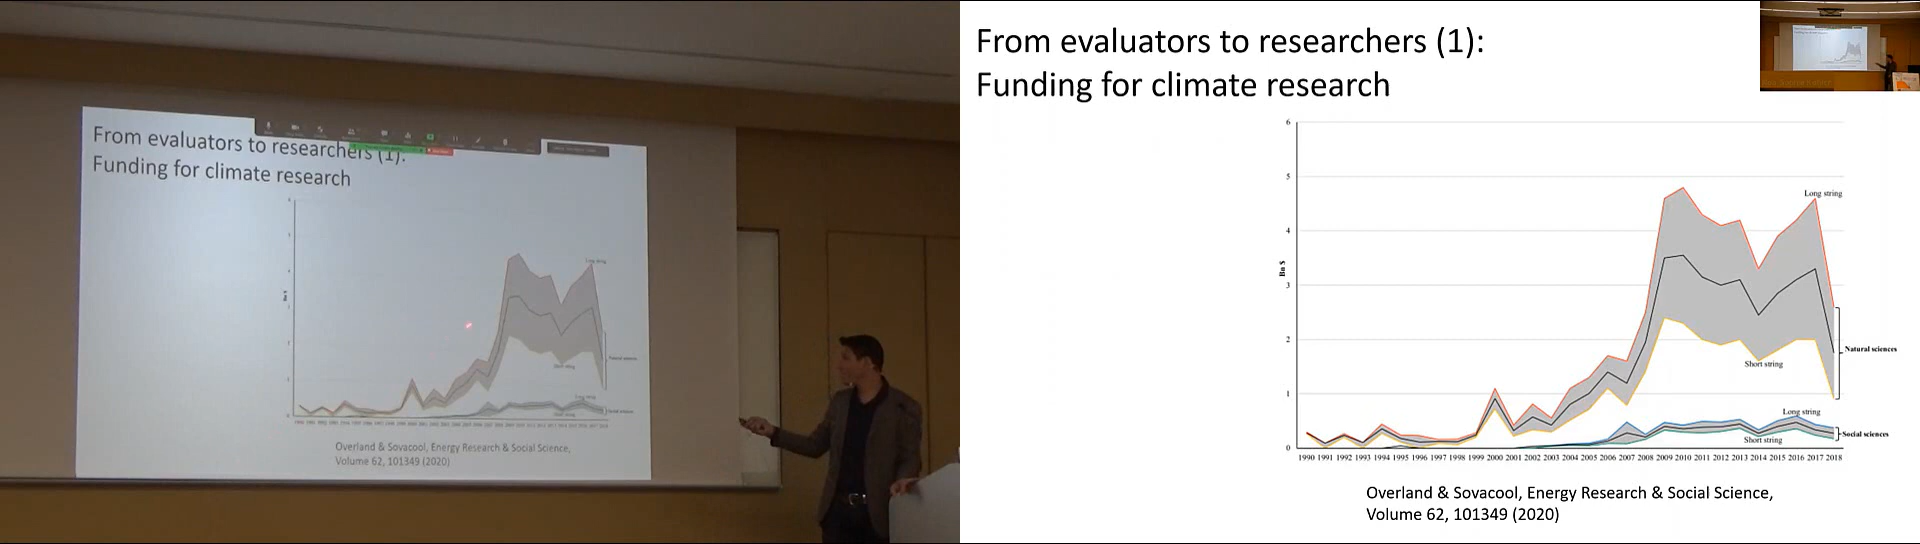 From evaluators to researchers (1):
Funding for climate research
Overland & Sovacool, Energy Research & Social Science,
Volume 62, 101349 (2020)
From evaluators to researchers (1):
Funding for climate research
6
5
4
3
2
1
0
Bn $
Long string
Natural sciences
Short string
Long string
Social sciences
Short string
1990 1991 1992 1993 1994 1995 1996 1997 1998 1999 2000 2001 2002 2003 2004 2005 2006 2007 2008 2009 2010 2011 2012 2013 2014 2015 2016 2017 2018
Overland & Sovacool, Energy Research & Social Science,
Volume 62, 101349 (2020)